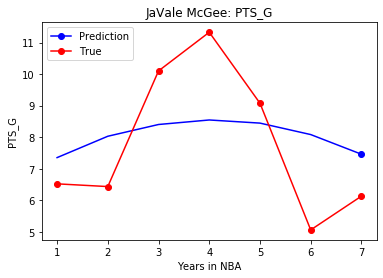 JaVale McGee: PTS_G
Prediction
True
PTS_G
11
10
9
8
7
6
5
1 2 3 4 5 6 7
Years in NBA